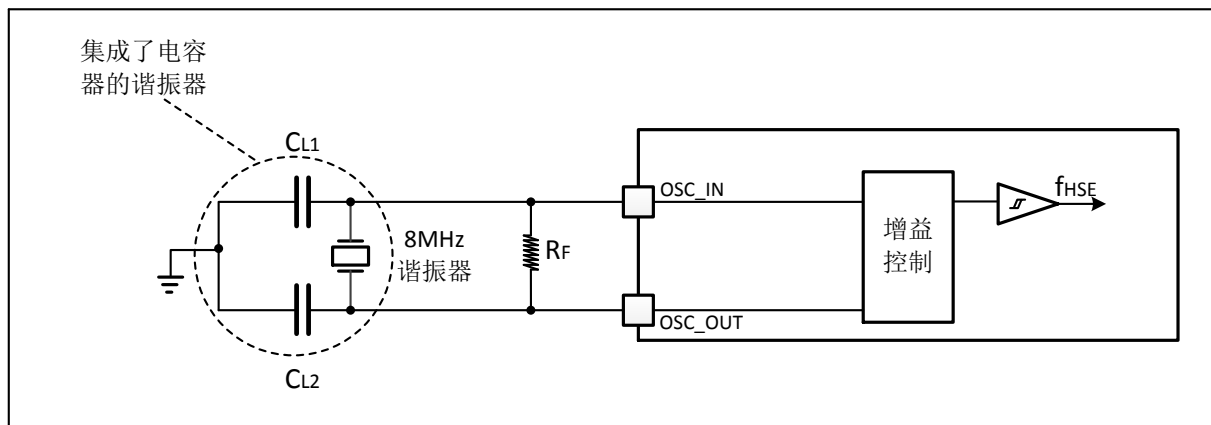 集成了电容
器的谐振器
CL1
OSC_IN
fHSE
8MHz
谐振器
RF
增益
控制
OSC_OUT
CL2